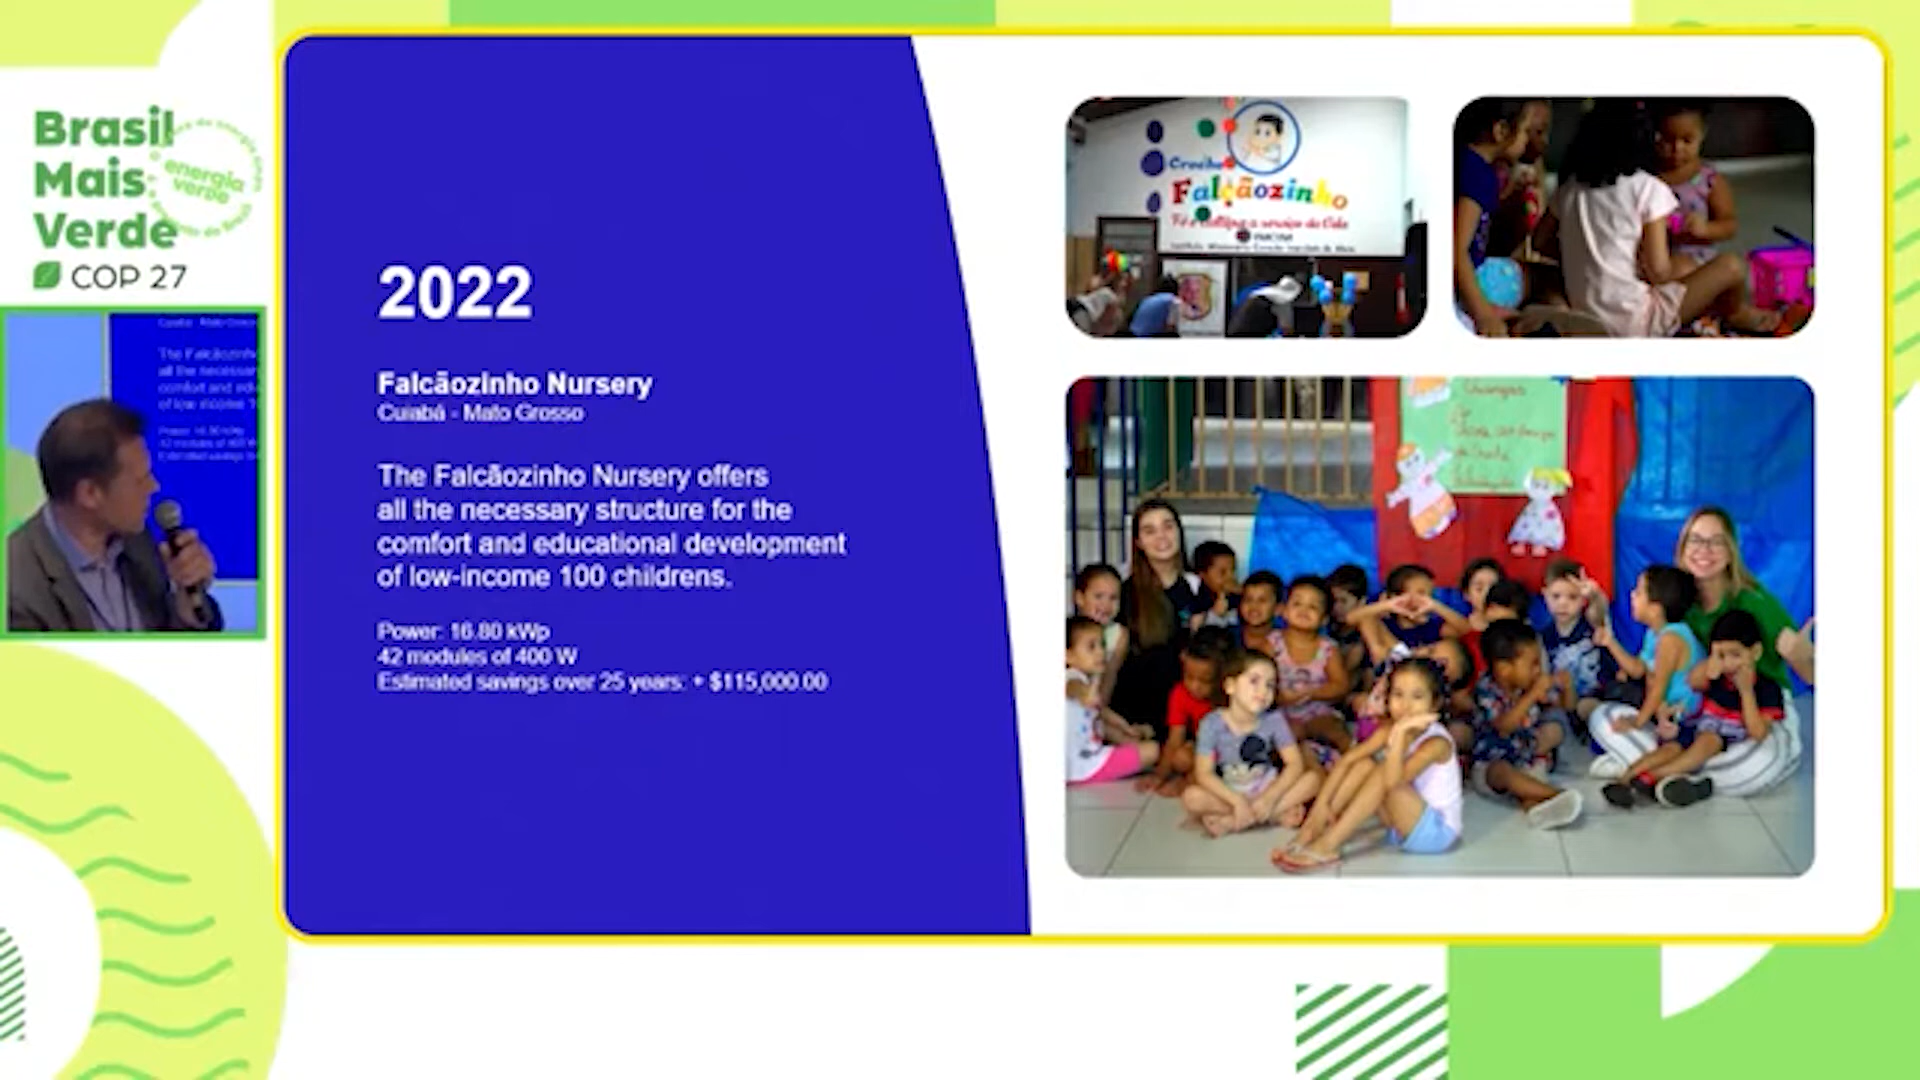 Brasil
Mais
Verde
COP 27
energia
verde
2022
Falcãozinho Nursery
Cuiabá - Mato Grosso
The Falcãozinho Nursery offers
all the necessary structure for the
comfort and educational development
of low-income 100 childrens.
Power: 16.80 kWp
42 modules of 400 W
Estimated savings over 25 years: + $115,000.00
Creche
Falcãozinho